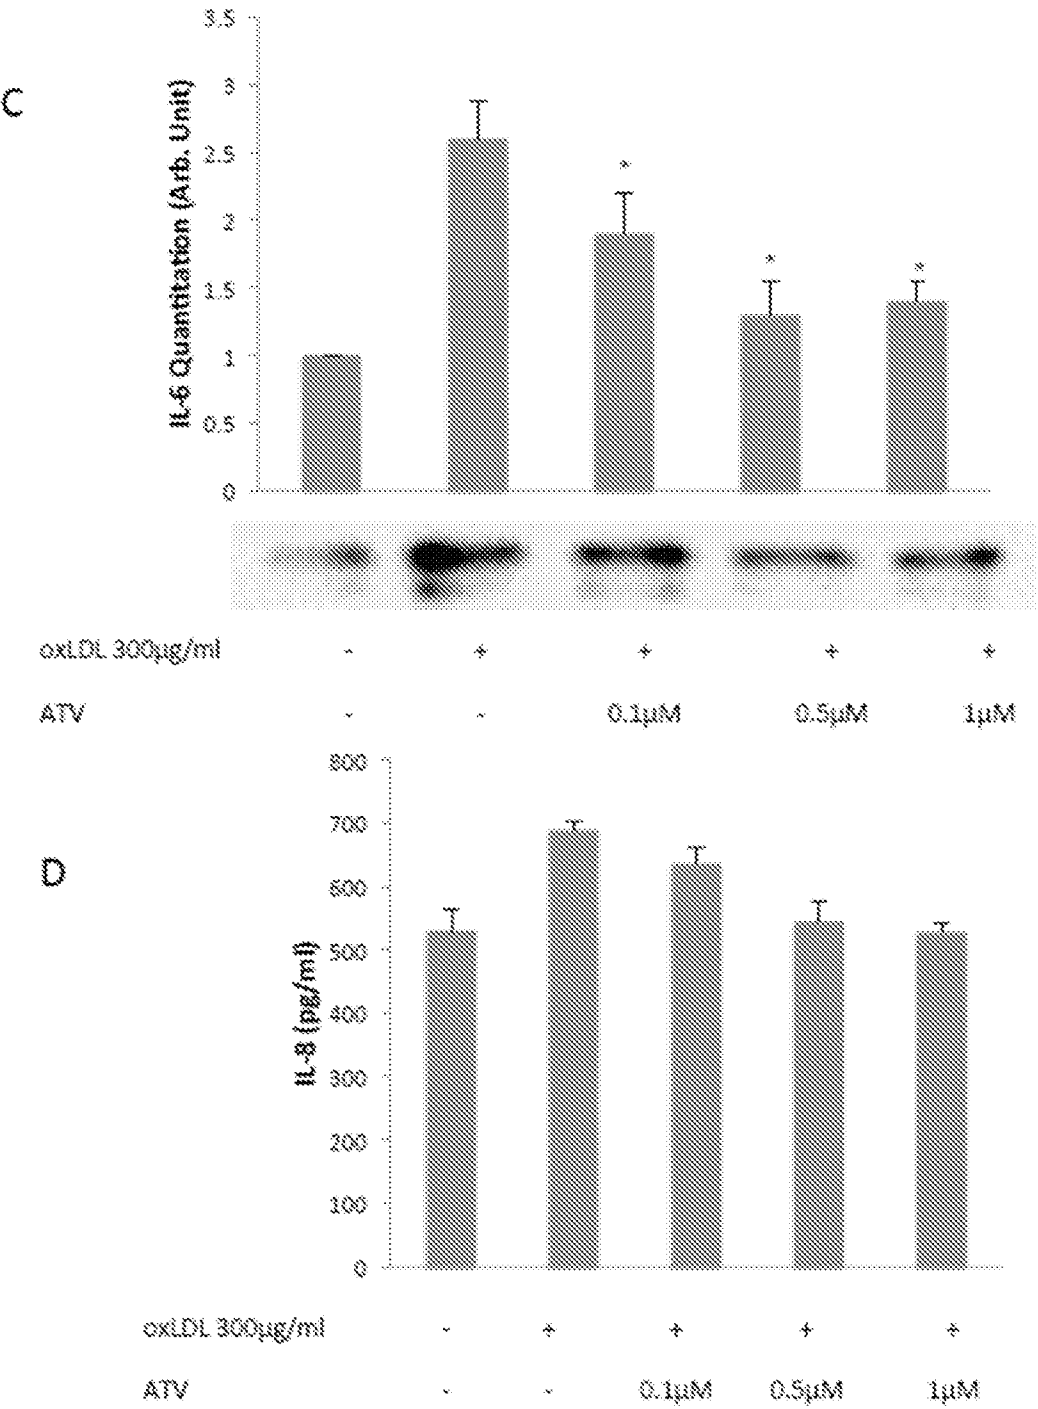 C
IL-6 Quantitation (Arb. Unit)
3.5
3
2.5
2
1.5
1
0.5
0
*
*
*
*
oxLDL 300µg/ml - + + + +
ATV - - 0.1µM 0.5µM 1µM
D
IL-8 (pg/ml)
800
700
600
500
400
300
200
100
0
oxLDL 300µg/ml - + + + +
ATV - - 0.1µM 0.5µM 1µM